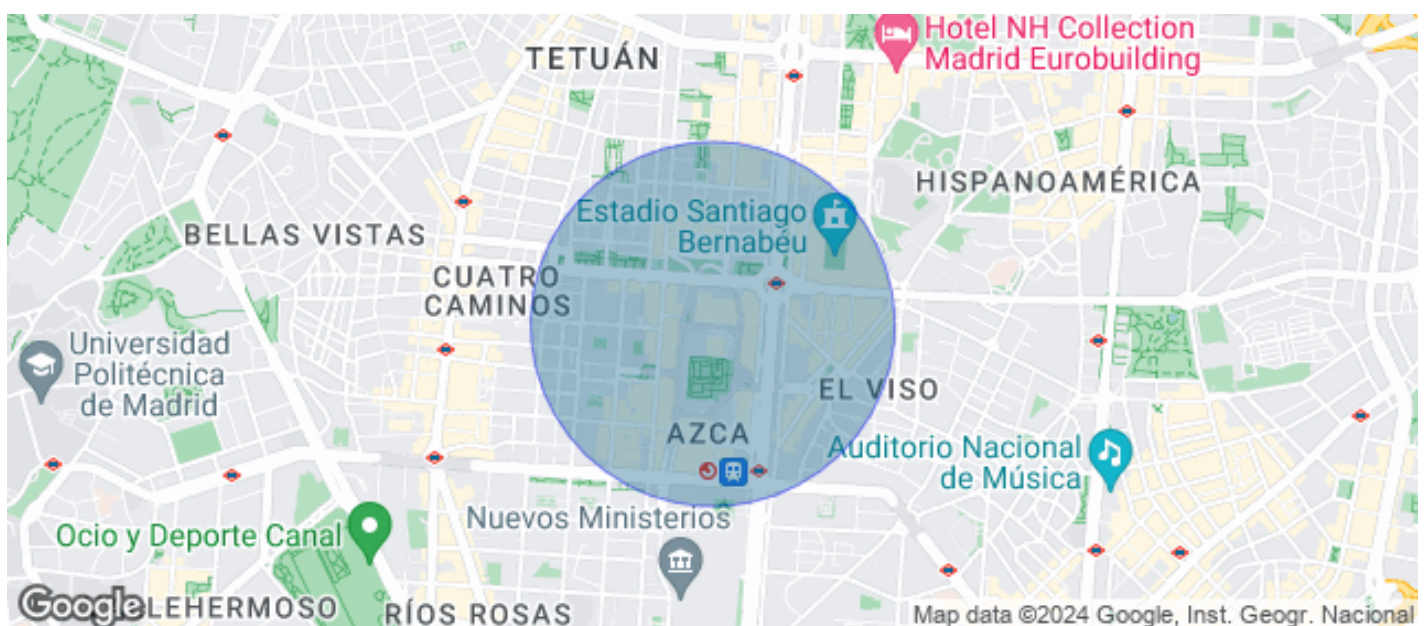 Hotel NH Collection
Madrid Eurobuilding
TETUÁN
HISPANOAMÉRICA
Estadio Santiago
Bernabéu
BELLAS VISTAS
CUATRO
CAMINOS
Universidad
Politécnica
de Madrid
EL VISO
AZCA
Auditorio Nacional
de Música
Nuevos Ministerios
Ocio y Deporte Canal
Google
LEHERMOSO
RÍOS ROSAS
Map data ©2024 Google, Inst. Geogr. Nacional